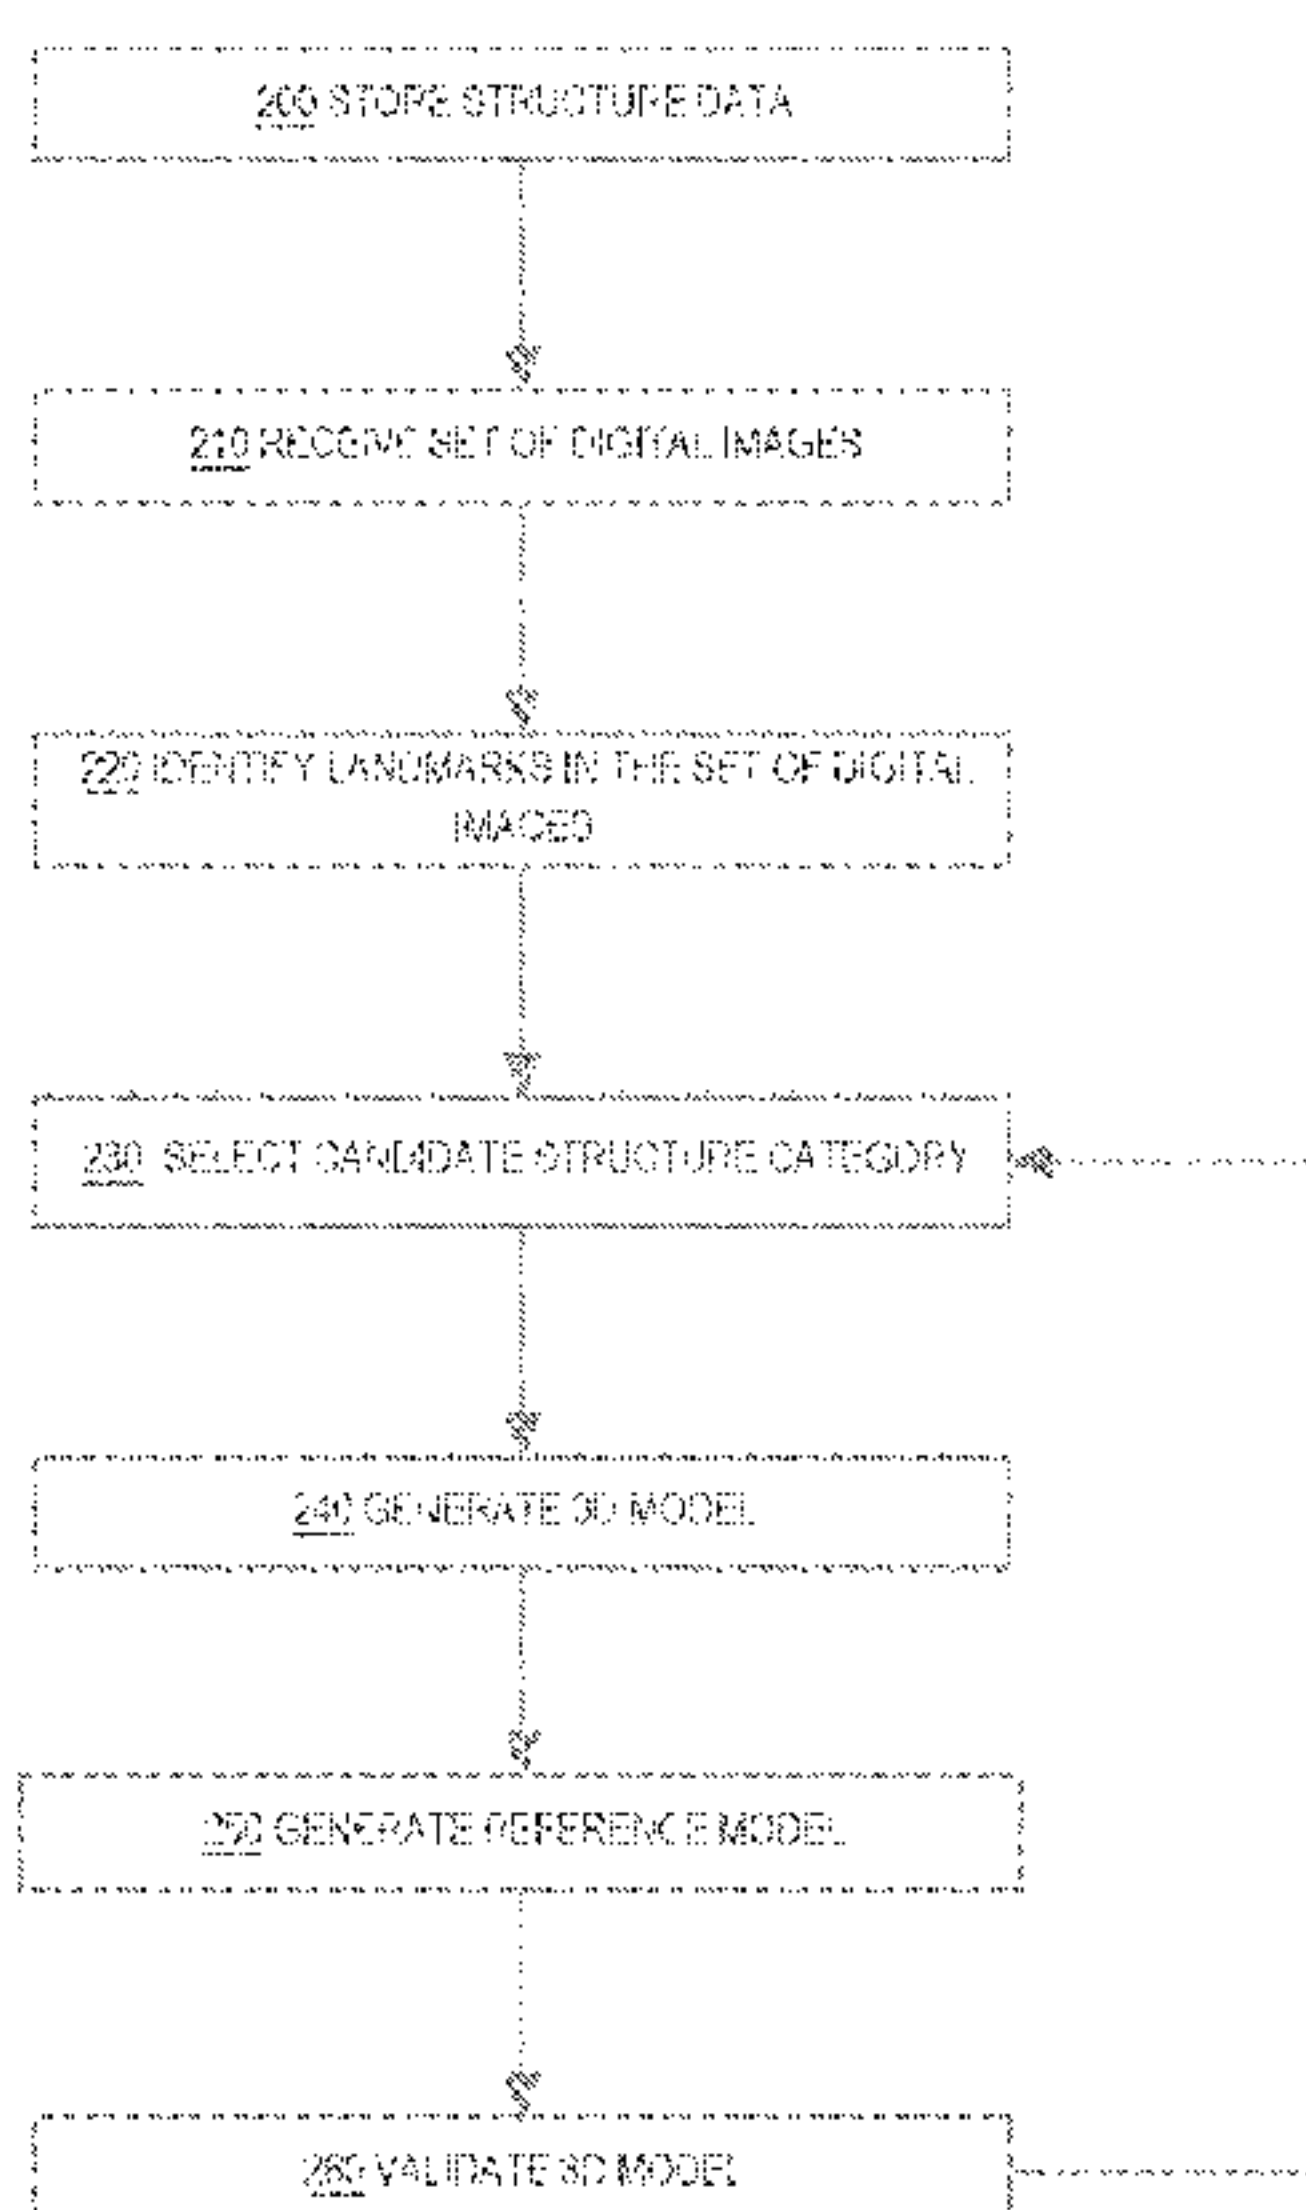 200 STORE STRUCTURE DATA
210 RECEIVE SET OF DIGITAL IMAGES
220 IDENTIFY LANDMARKS IN THE SET OF DIGITAL
IMAGES
230 SELECT CANDIDATE STRUCTURE CATEGORY
240 GENERATE 3D MODEL
250 GENERATE REFERENCE MODEL
260 VALIDATE 3D MODEL